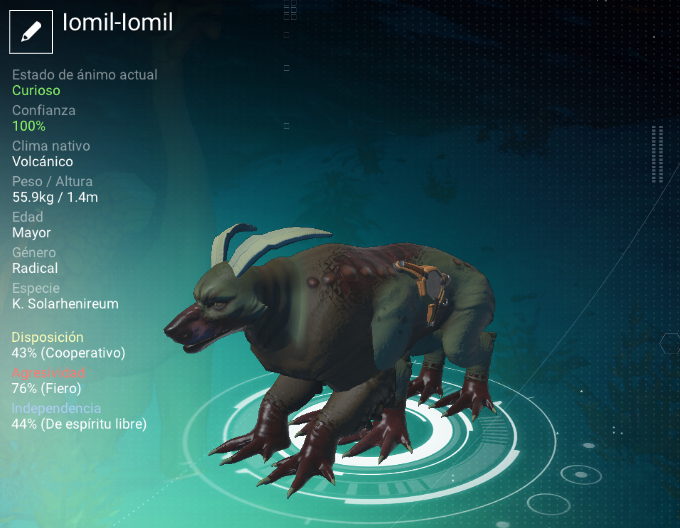 Iomil-Iomil
Estado de ánimo actual
Curioso
Confianza
100%
Clima nativo
Volcánico
Peso / Altura
55.9kg / 1.4m
Edad
Mayor
Género
Radical
Especie
K. Solarhenireum
Disposición
43% (Cooperativo)
Agresividad
76% (Fiero)
Independencia
44% (De espíritu libre)